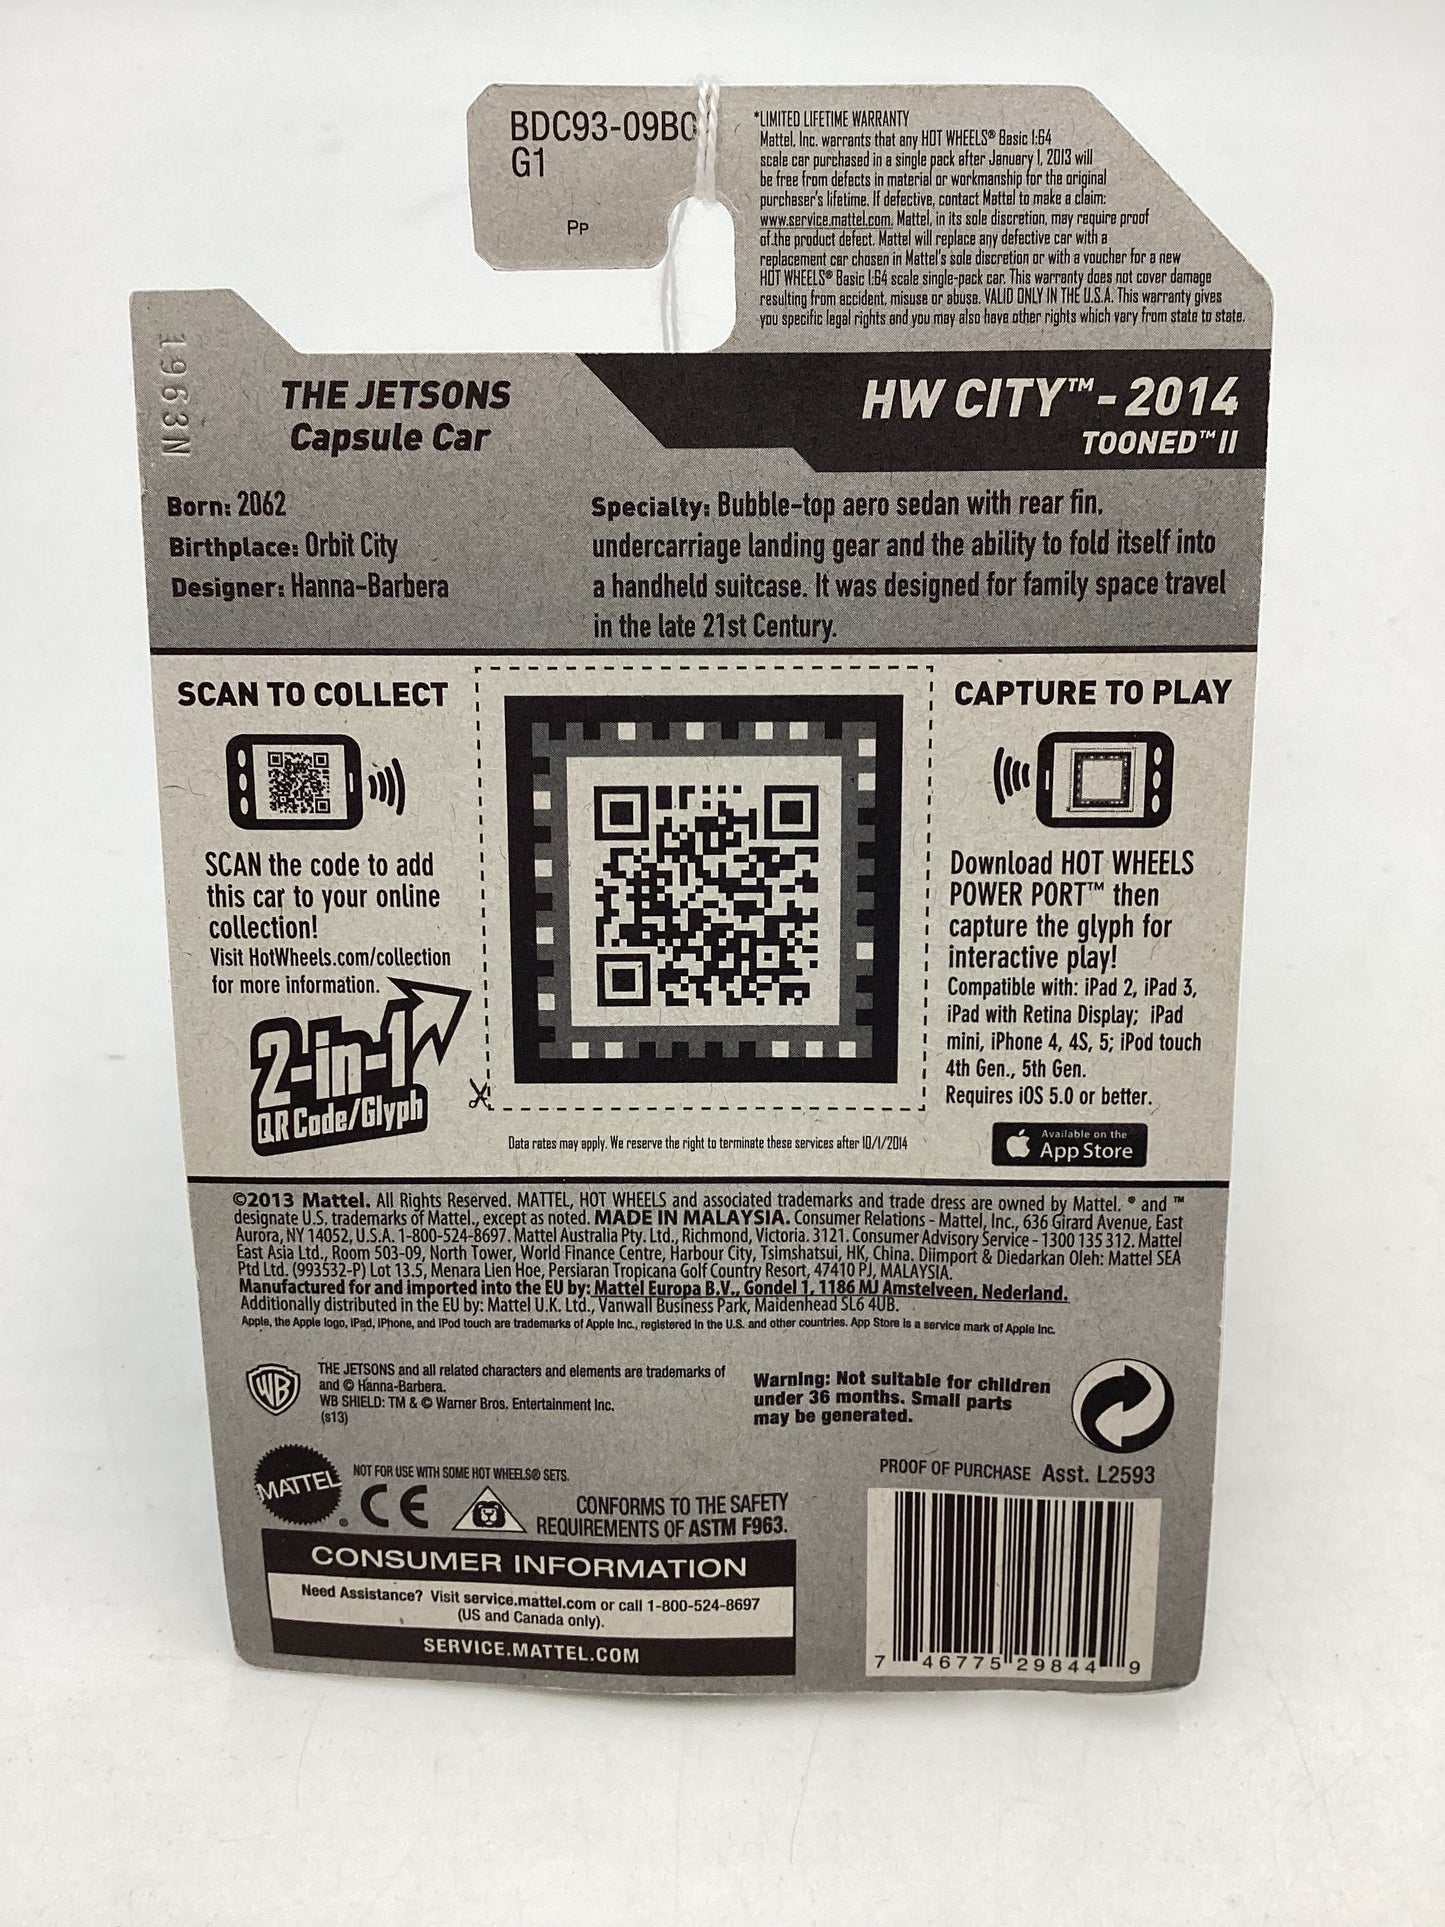 BDC93-09B0
G1
Pp
*LIMITED LIFETIME WARRANTY
Mattel, Inc. warrants that any HOT WHEELS® Basic 1:64
scale car purchased in a single pack after January 1, 2013 will
be free from defects in material or workmanship for the original
purchaser's lifetime. If defective, contact Mattel to make a claim:
www.service.mattel.com. Mattel, in its sole discretion, may require proof
of the product defect. Mattel will replace any defective car with a
replacement car chosen in Mattel's sole discretion or with a voucher for a new
HOT WHEELS® Basic 1:64 scale single-pack car. This warranty does not cover damage
resulting from accident, misuse or abuse. VALID ONLY IN THE U.S.A. This warranty gives
you specific legal rights and you may also have other rights which vary from state to state.
1963N
THE JETSONS
Capsule Car
HW CITY™ - 2014
TOONED™ II
Born: 2062
Birthplace: Orbit City
Designer: Hanna-Barbera
Specialty: Bubble-top aero sedan with rear fin,
undercarriage landing gear and the ability to fold itself into
a handheld suitcase. It was designed for family space travel
in the late 21st Century.
SCAN TO COLLECT
SCAN the code to add
this car to your online
collection!
Visit HotWheels.com/collection
for more information.
2-in-1
QR Code/Glyph
CAPTURE TO PLAY
Download HOT WHEELS
POWER PORT™ then
capture the glyph for
interactive play!
Compatible with: iPad 2, iPad 3,
iPad with Retina Display; iPad
mini, iPhone 4, 4S, 5; iPod touch
4th Gen., 5th Gen.
Requires iOS 5.0 or better.
Available on the
App Store
Data rates may apply. We reserve the right to terminate these services after 10/1/2014
©2013 Mattel. All Rights Reserved. MATTEL, HOT WHEELS and associated trademarks and trade dress are owned by Mattel. ® and ™
designate U.S. trademarks of Mattel., except as noted. MADE IN MALAYSIA. Consumer Relations - Mattel, Inc., 636 Girard Avenue, East
Aurora, NY 14052, U.S.A. 1-800-524-8697. Mattel Australia Pty. Ltd., Richmond, Victoria. 3121. Consumer Advisory Service - 1300 135 312. Mattel
East Asia Ltd., Room 503-09, North Tower, World Finance Centre, Harbour City, Tsimshatsui, HK, China. Diimport & Diedarkan Oleh: Mattel SEA
Ptd Ltd. (993532-P) Lot 13.5, Menara Lien Hoe, Persiaran Tropicana Golf Country Resort, 47410 PJ, MALAYSIA.
Manufactured for and imported into the EU by: Mattel Europa B.V., Gondel 1, 1186 MJ Amstelveen, Nederland.
Additionally distributed in the EU by: Mattel U.K. Ltd., Vanwall Business Park, Maidenhead SL6 4UB.
Apple, the Apple logo, iPad, iPhone, and iPod touch are trademarks of Apple Inc., registered in the U.S. and other countries. App Store is a service mark of Apple Inc.
WB
THE JETSONS and all related characters and elements are trademarks of
and © Hanna-Barbera.
WB SHIELD: TM & © Warner Bros. Entertainment Inc.
(s13)
Warning: Not suitable for children
under 36 months. Small parts
may be generated.
MATTEL®
NOT FOR USE WITH SOME HOT WHEELS® SETS.
CE
CONFORMS TO THE SAFETY
REQUIREMENTS OF ASTM F963.
PROOF OF PURCHASE Asst. L2593
CONSUMER INFORMATION
Need Assistance? Visit service.mattel.com or call 1-800-524-8697
(US and Canada only).
SERVICE.MATTEL.COM
7 46775 29844 9